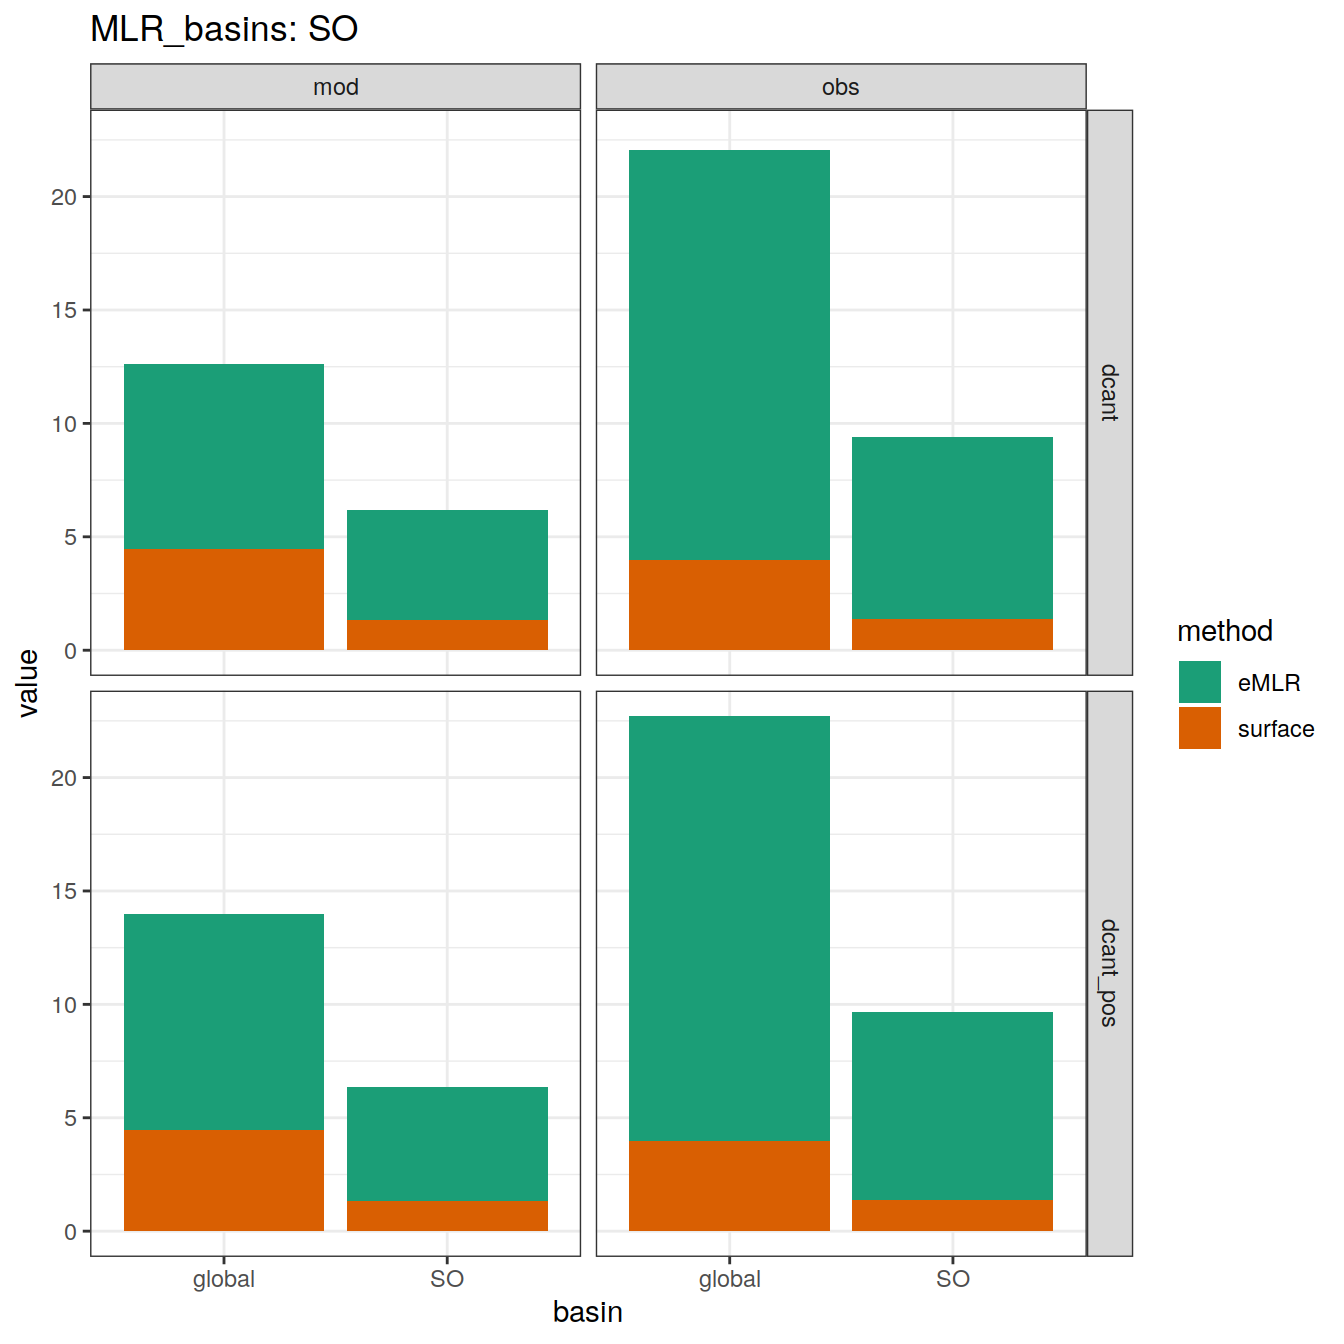 MLR_basins: SO
mod
obs
20
15
10
5
0
dcant
20
15
10
5
0
dcant_pos
value
global
SO
global
SO
basin
method
eMLR
surface